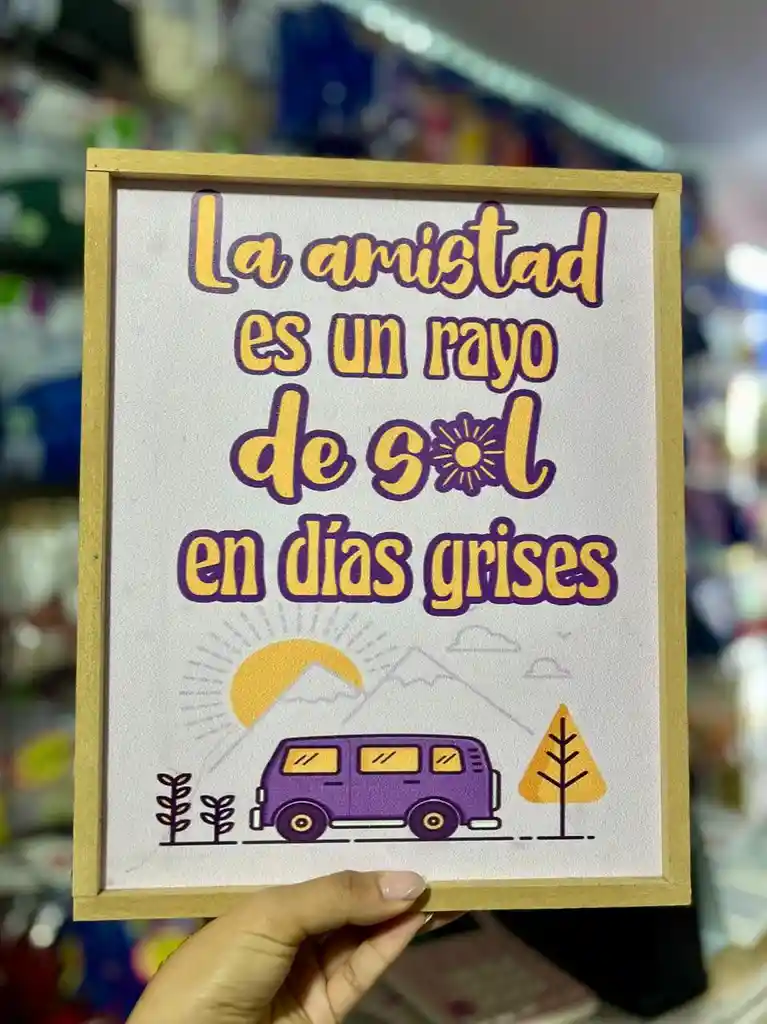 La amistad
es un rayo
de sol
en días grises